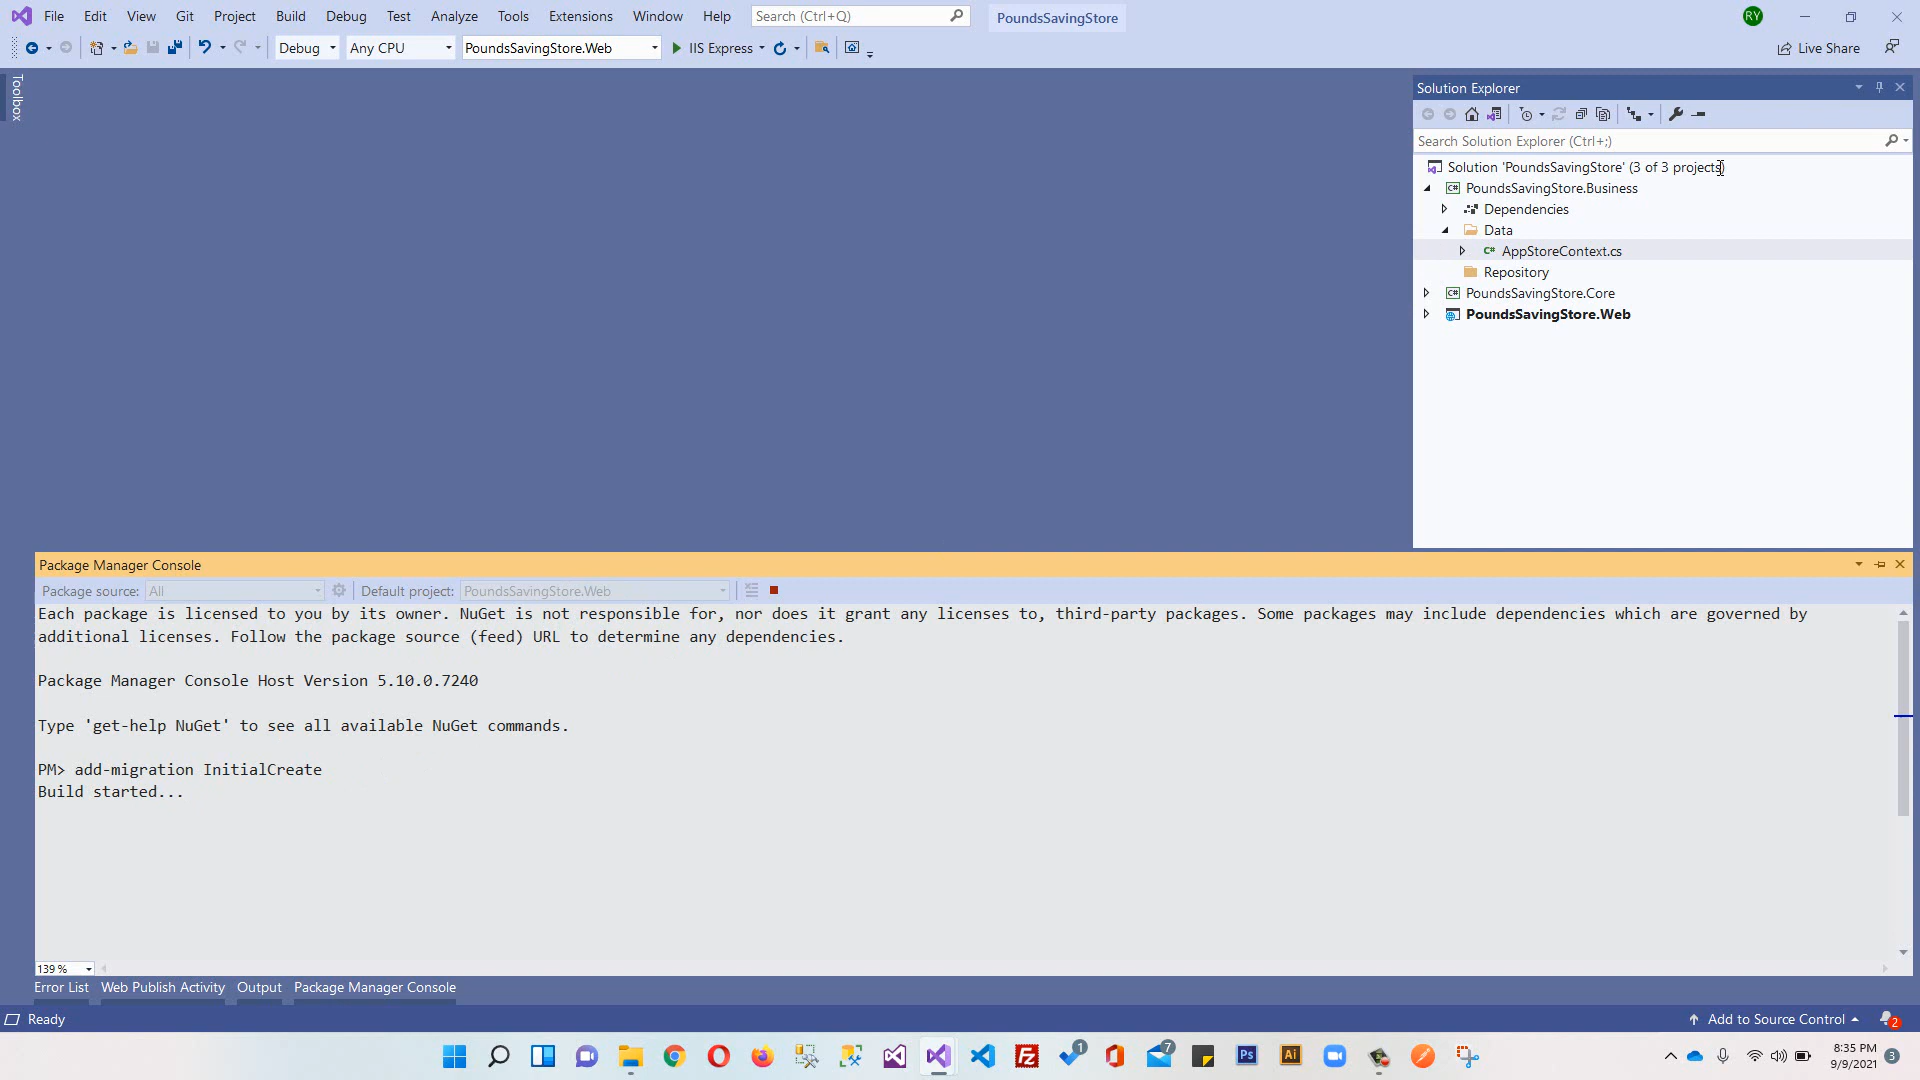 File Edit View Git Project Build Debug Test Analyze Tools Extensions Window Help Search (Ctrl+Q) PoundsSavingStore RY
Debug Any CPU PoundsSavingStore.Web IIS Express Live Share
Toolbox
Solution Explorer
Search Solution Explorer (Ctrl+;)
Solution 'PoundsSavingStore' (3 of 3 projects)
PoundsSavingStore.Business
Dependencies
Data
AppStoreContext.cs
Repository
PoundsSavingStore.Core
PoundsSavingStore.Web
Package Manager Console
Package source: All Default project: PoundsSavingStore.Web
Each package is licensed to you by its owner. NuGet is not responsible for, nor does it grant any licenses to, third-party packages. Some packages may include dependencies which are governed by
additional licenses. Follow the package source (feed) URL to determine any dependencies.
Package Manager Console Host Version 5.10.0.7240
Type 'get-help NuGet' to see all available NuGet commands.
PM> add-migration InitialCreate
Build started...
139 %
Error List Web Publish Activity Output Package Manager Console
Ready Add to Source Control 2
1 7 Ps Ai 8:35 PM
9/9/2021 3